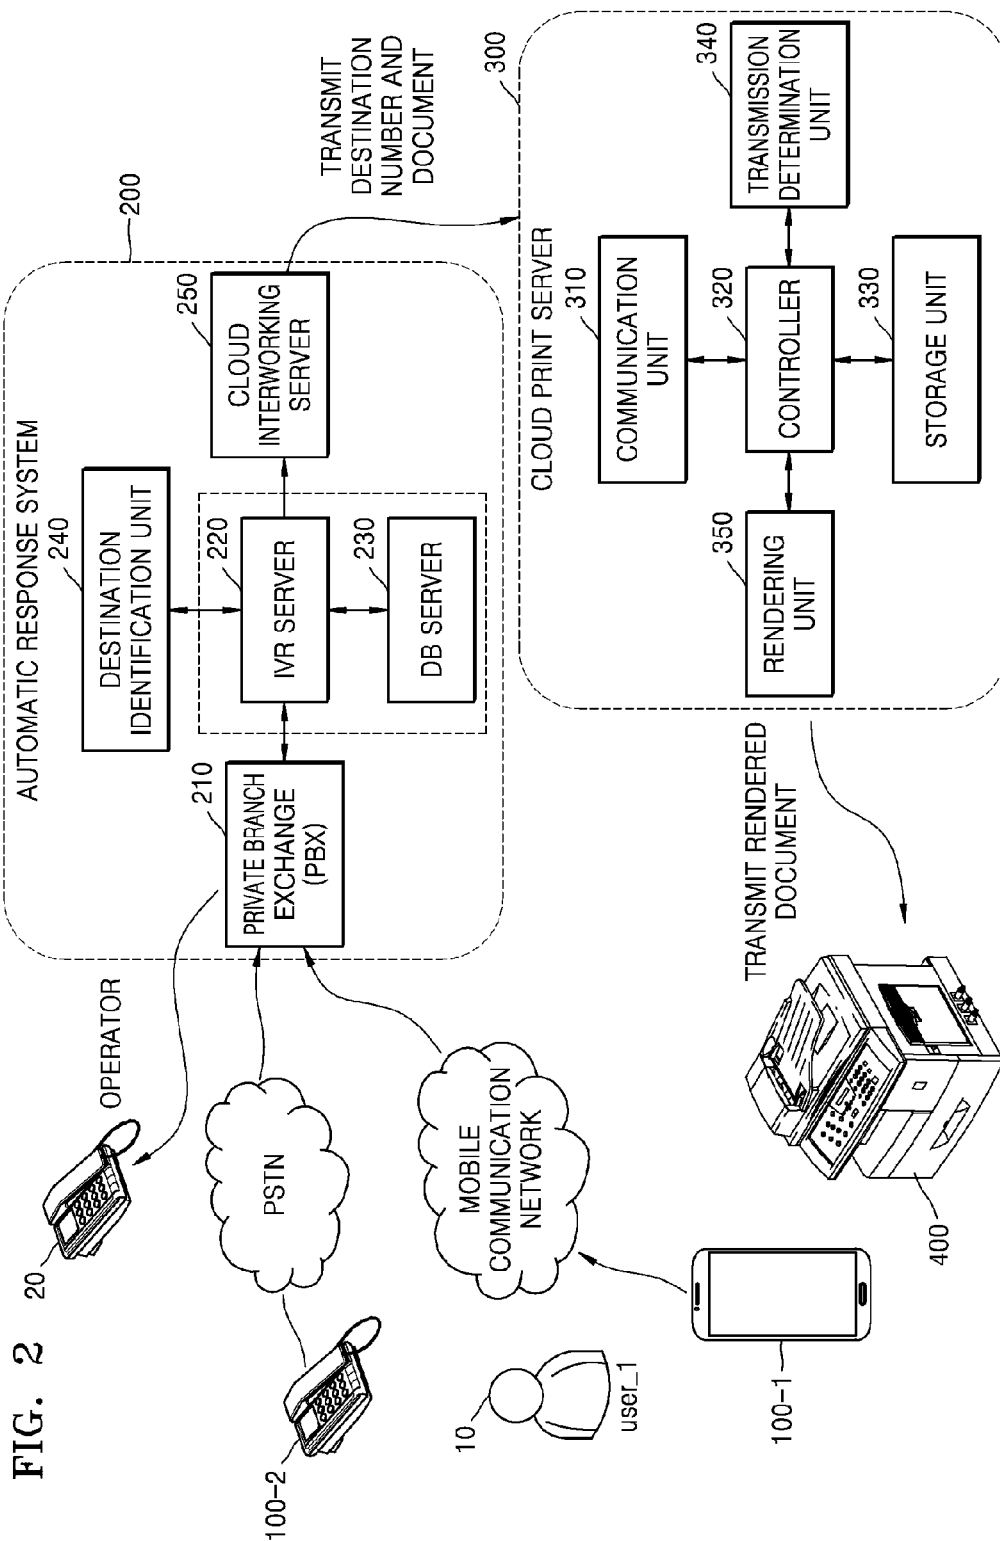 FIG. 2
AUTOMATIC RESPONSE SYSTEM
200
240
DESTINATION
IDENTIFICATION UNIT
20
OPERATOR
210
PRIVATE BRANCH
EXCHANGE
(PBX)
220
IVR SERVER
230
DB SERVER
250
CLOUD
INTERWORKING
SERVER
TRANSMIT
DESTINATION
NUMBER AND
DOCUMENT
100-2
PSTN
MOBILE
COMMUNICATION
NETWORK
10
user_1
100-1
300
CLOUD PRINT SERVER
310
COMMUNICATION
UNIT
350
RENDERING
UNIT
320
CONTROLLER
340
TRANSMISSION
DETERMINATION
UNIT
330
STORAGE UNIT
TRANSMIT RENDERED
DOCUMENT
400